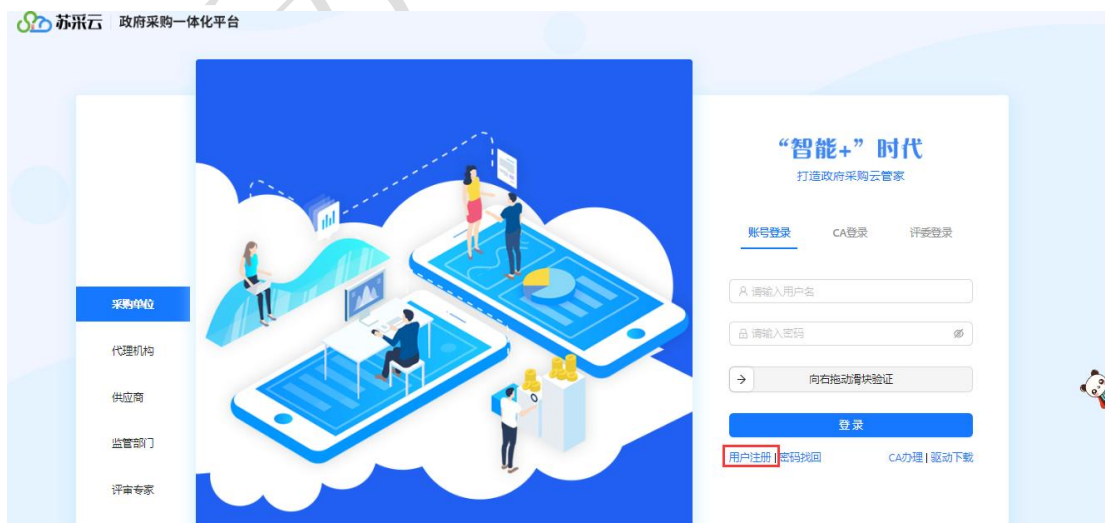 苏采云 政府采购一体化平台
“智能+”时代
打造政府采购云管家
账号登录 CA登录 评委登录
请输入用户名
请输入密码
向右拖动滑块验证
登 录
用户注册 | 密码找回 CA办理 | 驱动下载
采购单位
代理机构
供应商
监管部门
评审专家